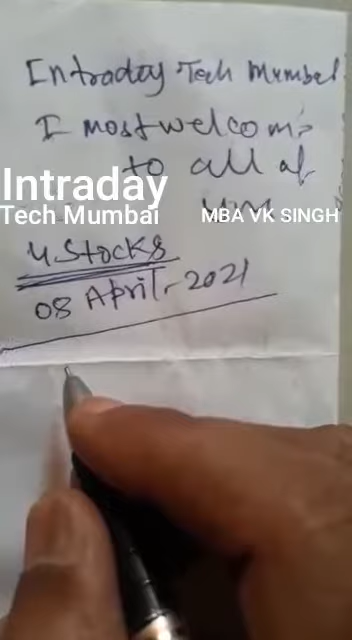 Intraday Tech Mumbai
I most welcome
to all of
Intraday
Tech Mumbai MBA VK SINGH
4 Stocks
08 April, 2021